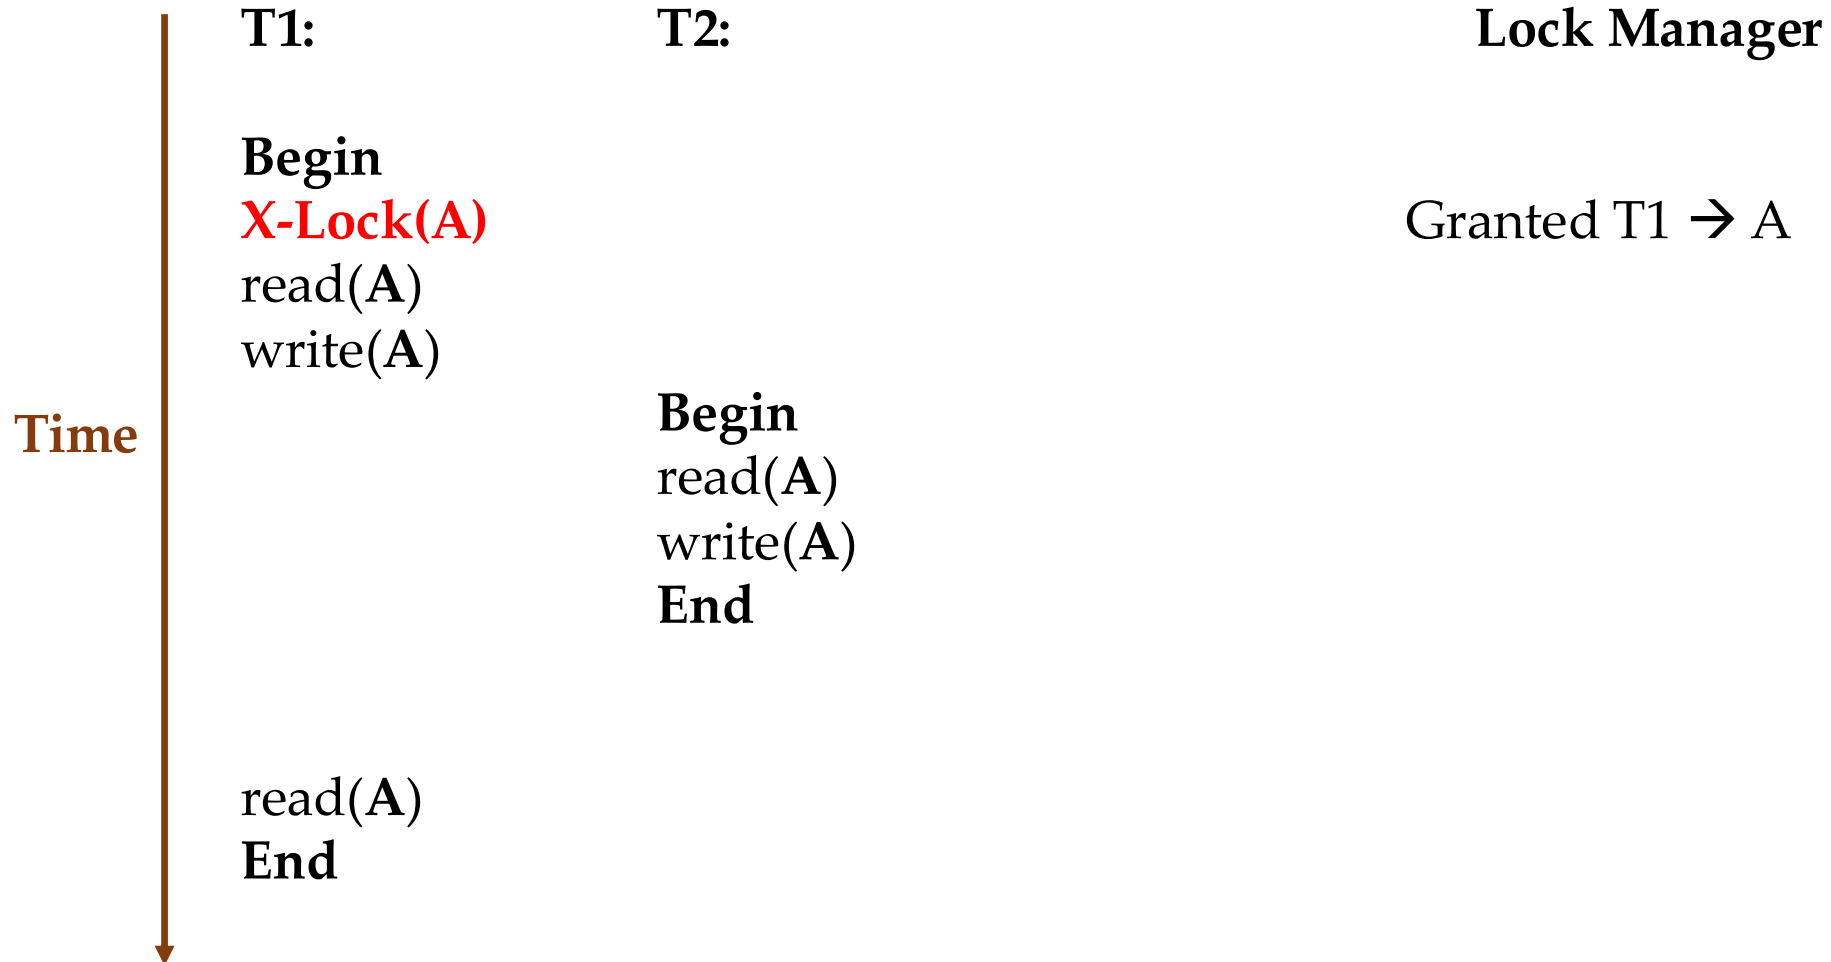 T1: T2: Lock Manager
Begin
X-Lock(A) Granted T1 → A
read(A)
write(A)
Begin
Time
read(A)
write(A)
End
read(A)
End